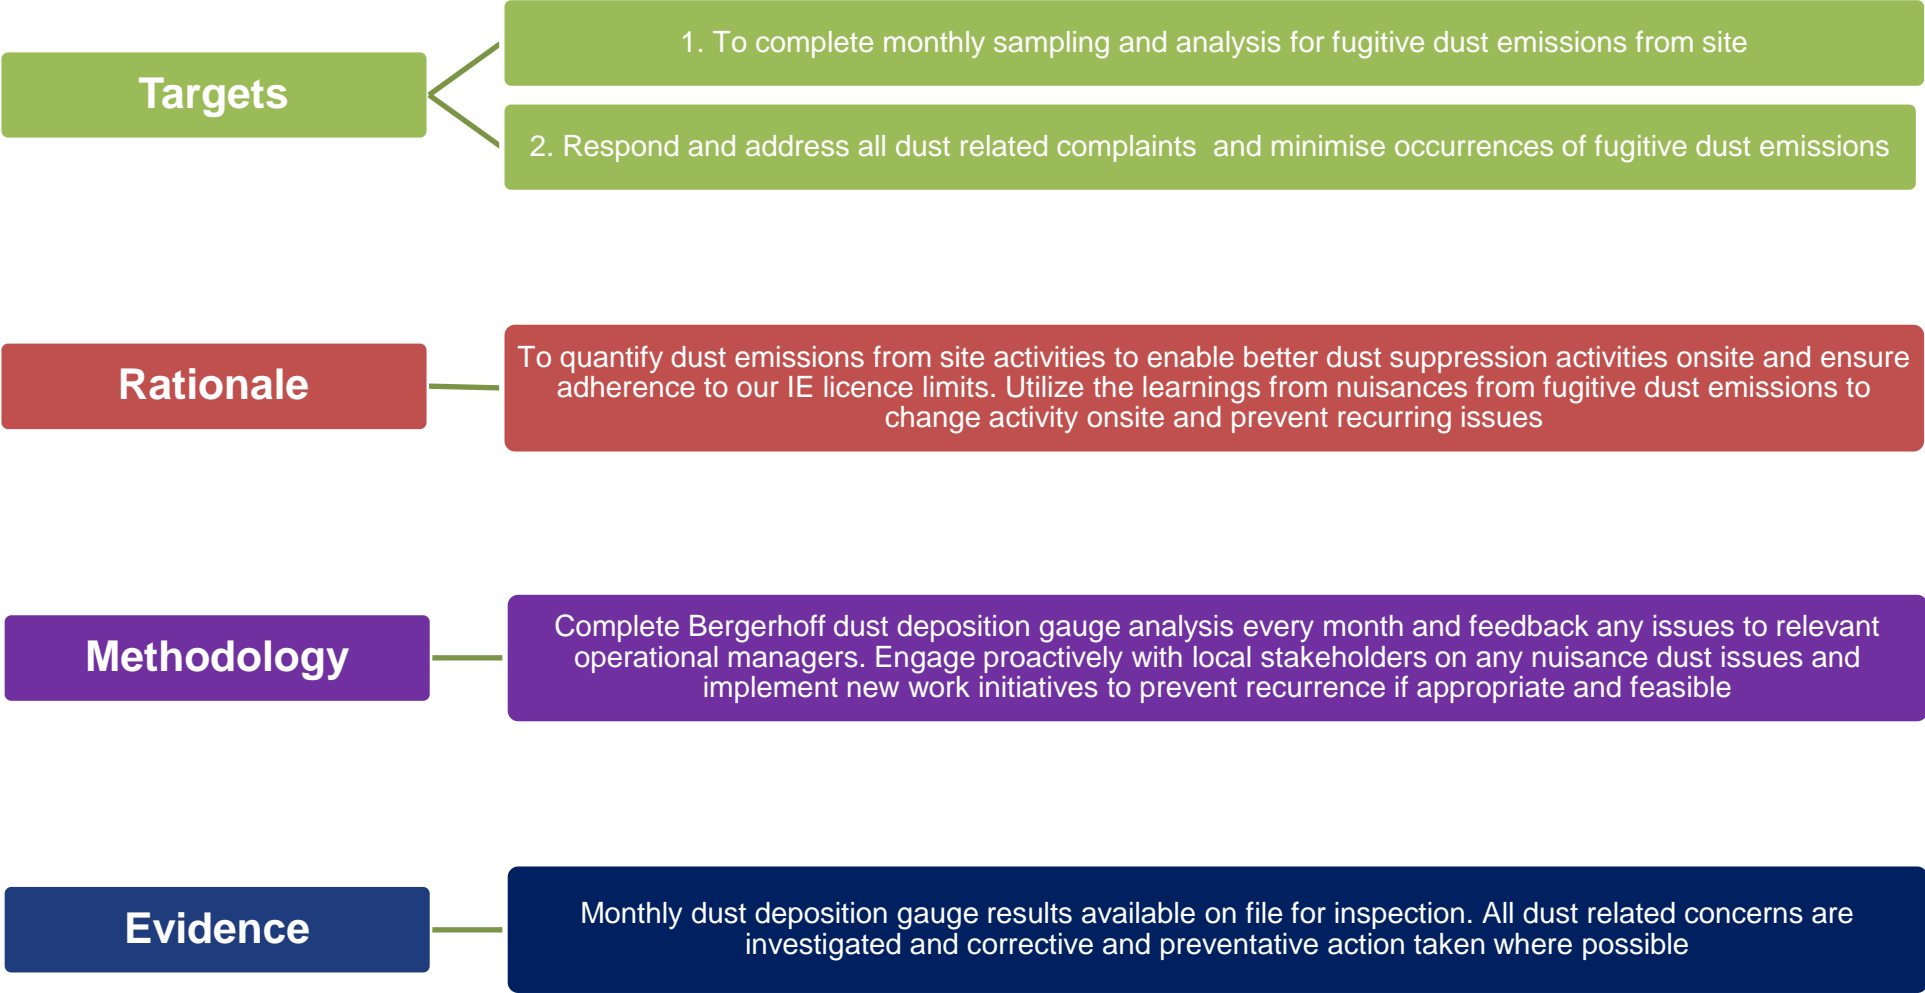 Targets
1. To complete monthly sampling and analysis for fugitive dust emissions from site
2. Respond and address all dust related complaints  and minimise occurrences of fugitive dust emissions
Rationale
To quantify dust emissions from site activities to enable better dust suppression activities onsite and ensure
adherence to our IE licence limits. Utilize the learnings from nuisances from fugitive dust emissions to
change activity onsite and prevent recurring issues
Methodology
Complete Bergerhoff dust deposition gauge analysis every month and feedback any issues to relevant
operational managers. Engage proactively with local stakeholders on any nuisance dust issues and
implement new work initiatives to prevent recurrence if appropriate and feasible
Evidence
Monthly dust deposition gauge results available on file for inspection. All dust related concerns are
investigated and corrective and preventative action taken where possible